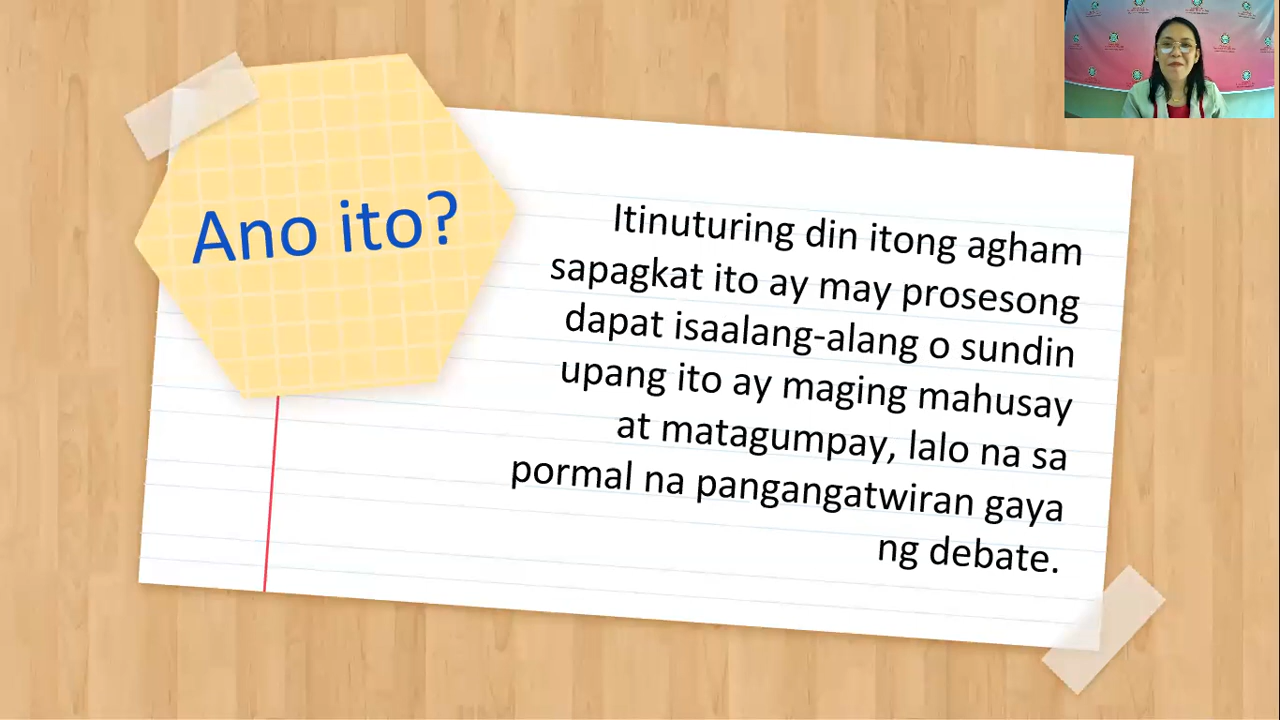 Ano ito?
Itinuturing din itong agham
sapagkat ito ay may prosesong
dapat isaalang-alang o sundin
upang ito ay maging mahusay
at matagumpay, lalo na sa
pormal na pangangatwiran gaya
ng debate.